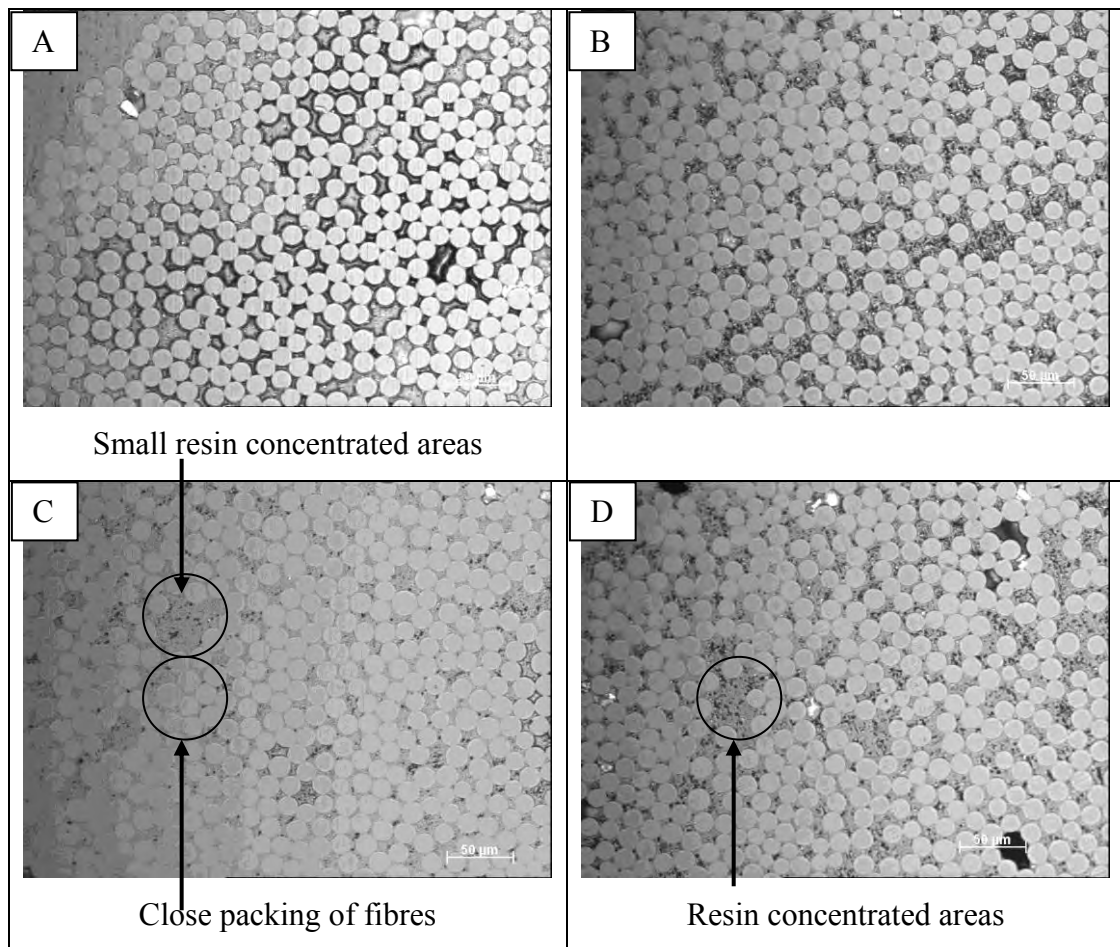 A
B
50 µm
Small resin concentrated areas
C
D
50 µm
50 µm
Close packing of fibres
Resin concentrated areas